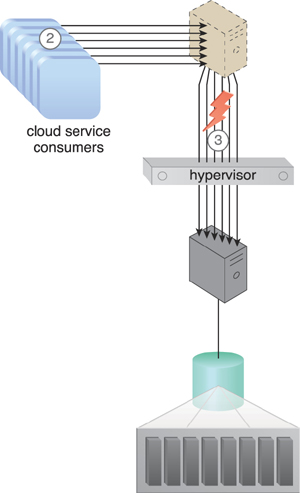 2
cloud service
consumers
3
hypervisor